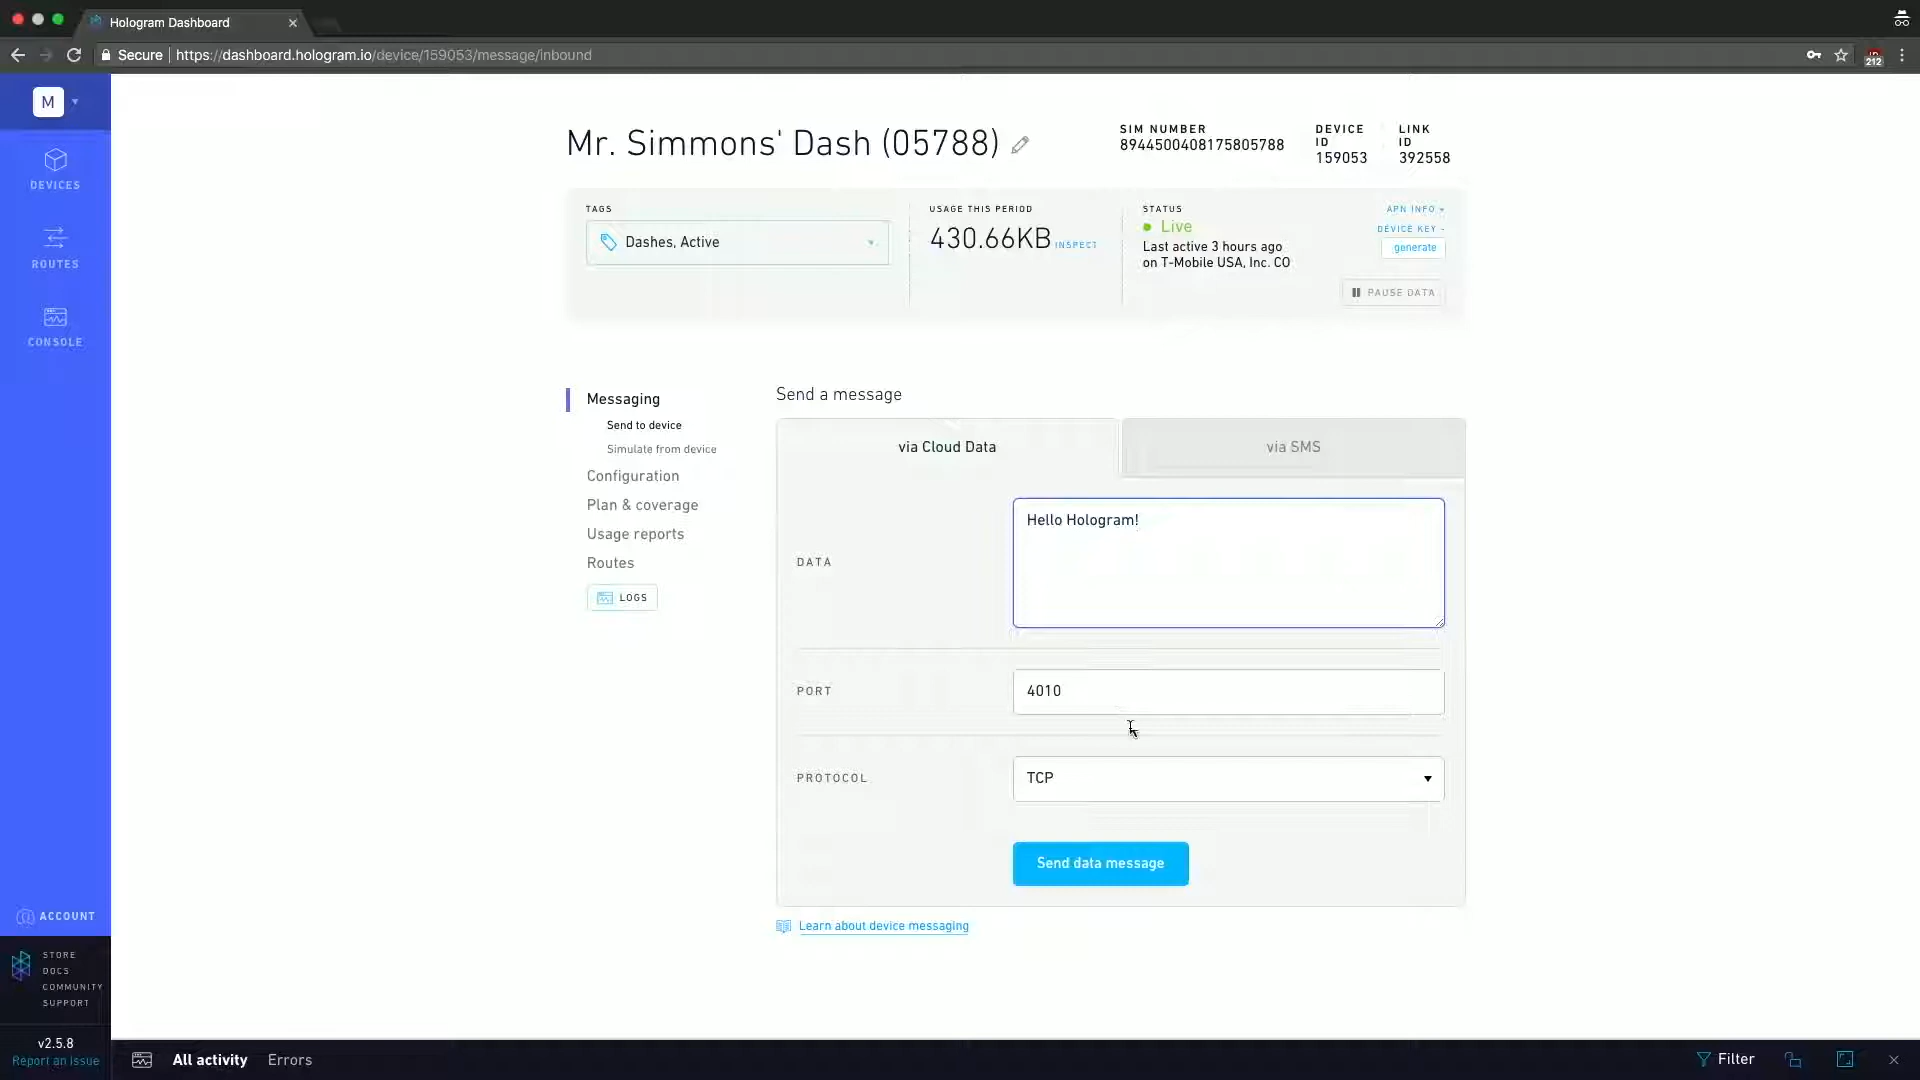 Hologram Dashboard
Secure https://dashboard.hologram.io/device/159053/message/inbound
212
M
DEVICES
ROUTES
CONSOLE
ACCOUNT
STORE
DOCS
COMMUNITY
SUPPORT
v2.5.8
Report an issue
Mr. Simmons' Dash (05788)
SIM NUMBER
8944500408175805788
DEVICE
ID
159053
LINK
ID
392558
TAGS
Dashes, Active
USAGE THIS PERIOD
430.66KB INSPECT
STATUS
Live
Last active 3 hours ago
on T-Mobile USA, Inc. CO
APN INFO
DEVICE KEY
generate
PAUSE DATA
Messaging
Send to device
Simulate from device
Configuration
Plan & coverage
Usage reports
Routes
LOGS
Send a message
via Cloud Data
via SMS
DATA
Hello Hologram!
PORT
4010
PROTOCOL
TCP
Send data message
Learn about device messaging
All activity
Errors
Filter